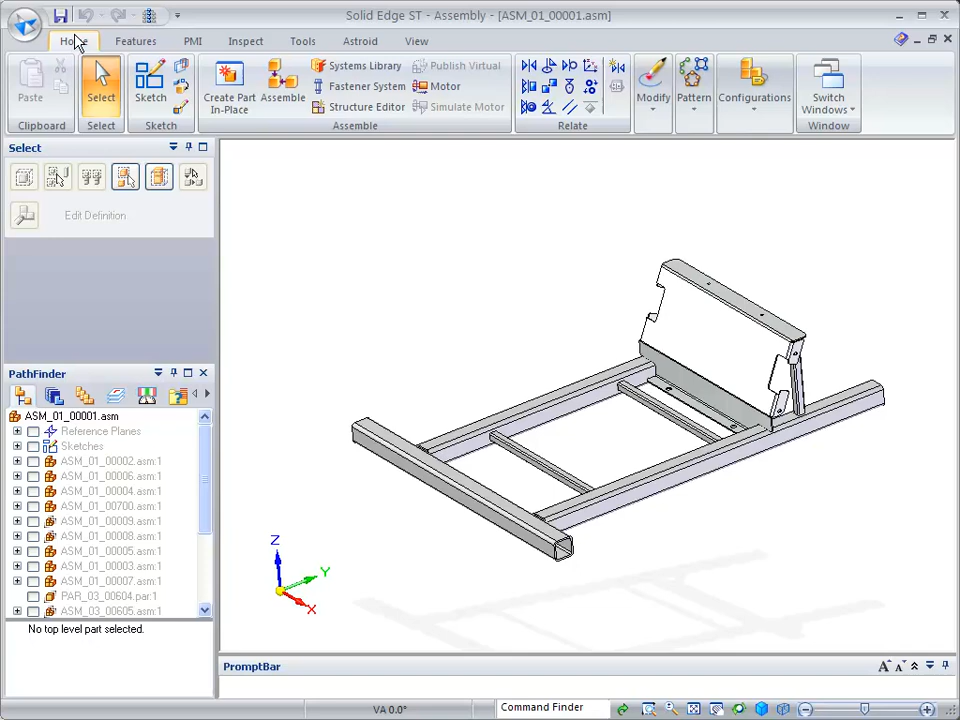 Solid Edge ST - Assembly - [ASM_01_00001.asm]
Home Features PMI Inspect Tools Astroid View
Paste
Select
Sketch
Create Part In-Place
Assemble
Systems Library
Fastener System
Structure Editor
Publish Virtual
Motor
Simulate Motor
Modify
Pattern
Configurations
Switch Windows
Clipboard Select Sketch Assemble Relate Window
Select
Edit Definition
PathFinder
ASM_01_00001.asm
Reference Planes
Sketches
ASM_01_00002.asm:1
ASM_01_00006.asm:1
ASM_01_00004.asm:1
ASM_01_00700.asm:1
ASM_01_00009.asm:1
ASM_01_00008.asm:1
ASM_01_00005.asm:1
ASM_01_00003.asm:1
ASM_01_00007.asm:1
PAR_03_00604.par:1
ASM_03_00605.asm:1
No top level part selected.
Z
Y
X
PromptBar
A A
VA 0.0°
Command Finder